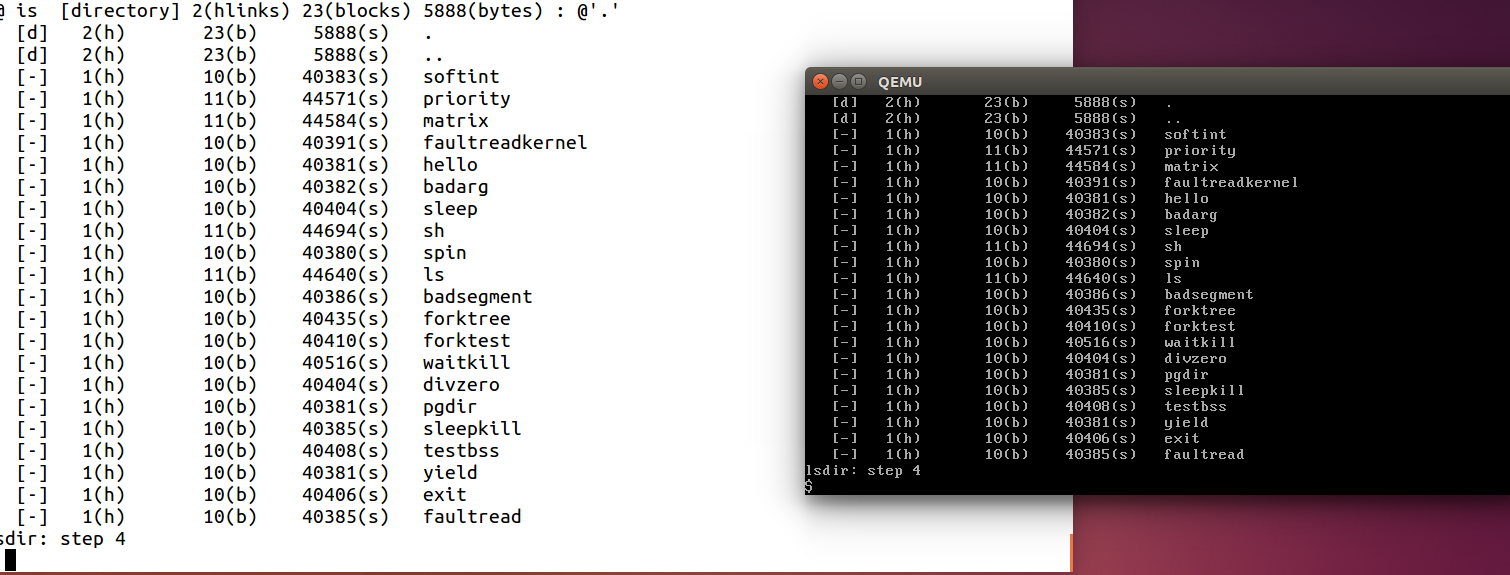 @ is  [directory] 2(hlinks) 23(blocks) 5888(bytes) : @'.'
[d]   2(h)       23(b)     5888(s)   .
[d]   2(h)       23(b)     5888(s)   ..
[-]   1(h)       10(b)    40383(s)   softint
[-]   1(h)       11(b)    44571(s)   priority
[-]   1(h)       11(b)    44584(s)   matrix
[-]   1(h)       10(b)    40391(s)   faultreadkernel
[-]   1(h)       10(b)    40381(s)   hello
[-]   1(h)       10(b)    40382(s)   badarg
[-]   1(h)       10(b)    40404(s)   sleep
[-]   1(h)       11(b)    44694(s)   sh
[-]   1(h)       10(b)    40380(s)   spin
[-]   1(h)       11(b)    44640(s)   ls
[-]   1(h)       10(b)    40386(s)   badsegment
[-]   1(h)       10(b)    40435(s)   forktree
[-]   1(h)       10(b)    40410(s)   forktest
[-]   1(h)       10(b)    40516(s)   waitkill
[-]   1(h)       10(b)    40404(s)   divzero
[-]   1(h)       10(b)    40381(s)   pgdir
[-]   1(h)       10(b)    40385(s)   sleepkill
[-]   1(h)       10(b)    40408(s)   testbss
[-]   1(h)       10(b)    40381(s)   yield
[-]   1(h)       10(b)    40406(s)   exit
[-]   1(h)       10(b)    40385(s)   faultread
sdir: step 4
QEMU
[d]   2(h)       23(b)     5888(s)   .
[d]   2(h)       23(b)     5888(s)   ..
[-]   1(h)       10(b)    40383(s)   softint
[-]   1(h)       11(b)    44571(s)   priority
[-]   1(h)       11(b)    44584(s)   matrix
[-]   1(h)       10(b)    40391(s)   faultreadkernel
[-]   1(h)       10(b)    40381(s)   hello
[-]   1(h)       10(b)    40382(s)   badarg
[-]   1(h)       10(b)    40404(s)   sleep
[-]   1(h)       11(b)    44694(s)   sh
[-]   1(h)       10(b)    40380(s)   spin
[-]   1(h)       11(b)    44640(s)   ls
[-]   1(h)       10(b)    40386(s)   badsegment
[-]   1(h)       10(b)    40435(s)   forktree
[-]   1(h)       10(b)    40410(s)   forktest
[-]   1(h)       10(b)    40516(s)   waitkill
[-]   1(h)       10(b)    40404(s)   divzero
[-]   1(h)       10(b)    40381(s)   pgdir
[-]   1(h)       10(b)    40385(s)   sleepkill
[-]   1(h)       10(b)    40408(s)   testbss
[-]   1(h)       10(b)    40381(s)   yield
[-]   1(h)       10(b)    40406(s)   exit
[-]   1(h)       10(b)    40385(s)   faultread
lsdir: step 4
$